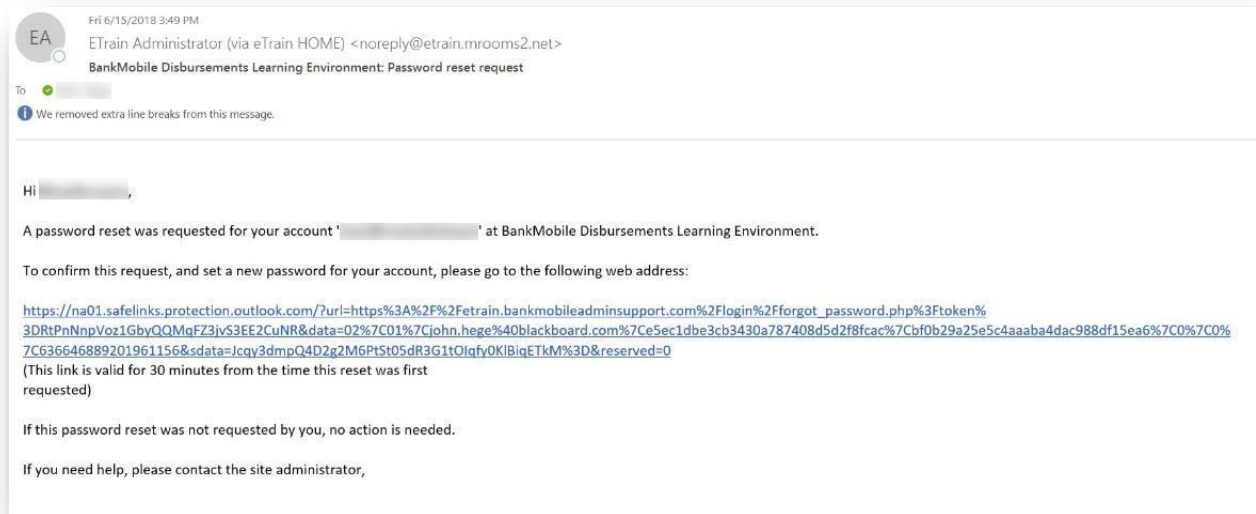 Fri 6/15/2018 3:49 PM
EA
ETrain Administrator (via eTrain HOME) <noreply@etrain.mrooms2.net>
BankMobile Disbursements Learning Environment: Password reset request
To
We removed extra line breaks from this message.
Hi ,
A password reset was requested for your account ' ' at BankMobile Disbursements Learning Environment.
To confirm this request, and set a new password for your account, please go to the following web address:
https://na01.safelinks.protection.outlook.com/?url=https%3A%2F%2Fetrain.bankmobileadminsupport.com%2Flogin%2Fforgot_password.php%3Ftoken%
3DRtPnNnpVoz1GbyQQMqFZ3jvS3EE2CuNR&data=02%7C01%7Cjohn.hege%40blackboard.com%7Ce5ec1dbe3cb3430a787408d5d2f8fcac%7Cbf0b29a25e5c4aaaba4dac988df15ea6%7C0%7C0%
7C636646889201961156&sdata=Jcqy3dmpQ4D2g2M6PtSt05dR3G1tOIqfy0KlBiqETkM%3D&reserved=0
(This link is valid for 30 minutes from the time this reset was first
requested)
If this password reset was not requested by you, no action is needed.
If you need help, please contact the site administrator,